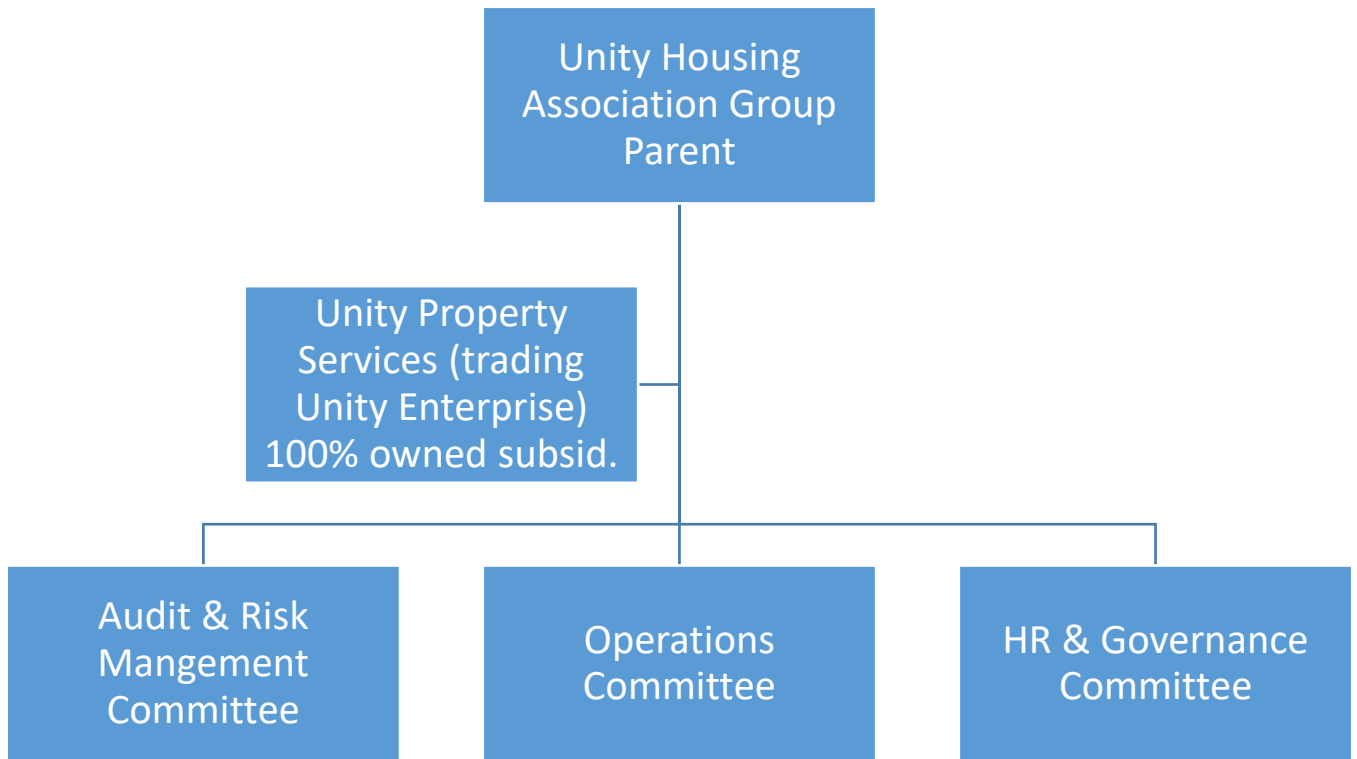 Unity Housing
Association Group
Parent
Unity Property
Services (trading
Unity Enterprise)
100% owned subsid.
Audit & Risk
Mangement
Committee
Operations
Committee
HR & Governance
Committee